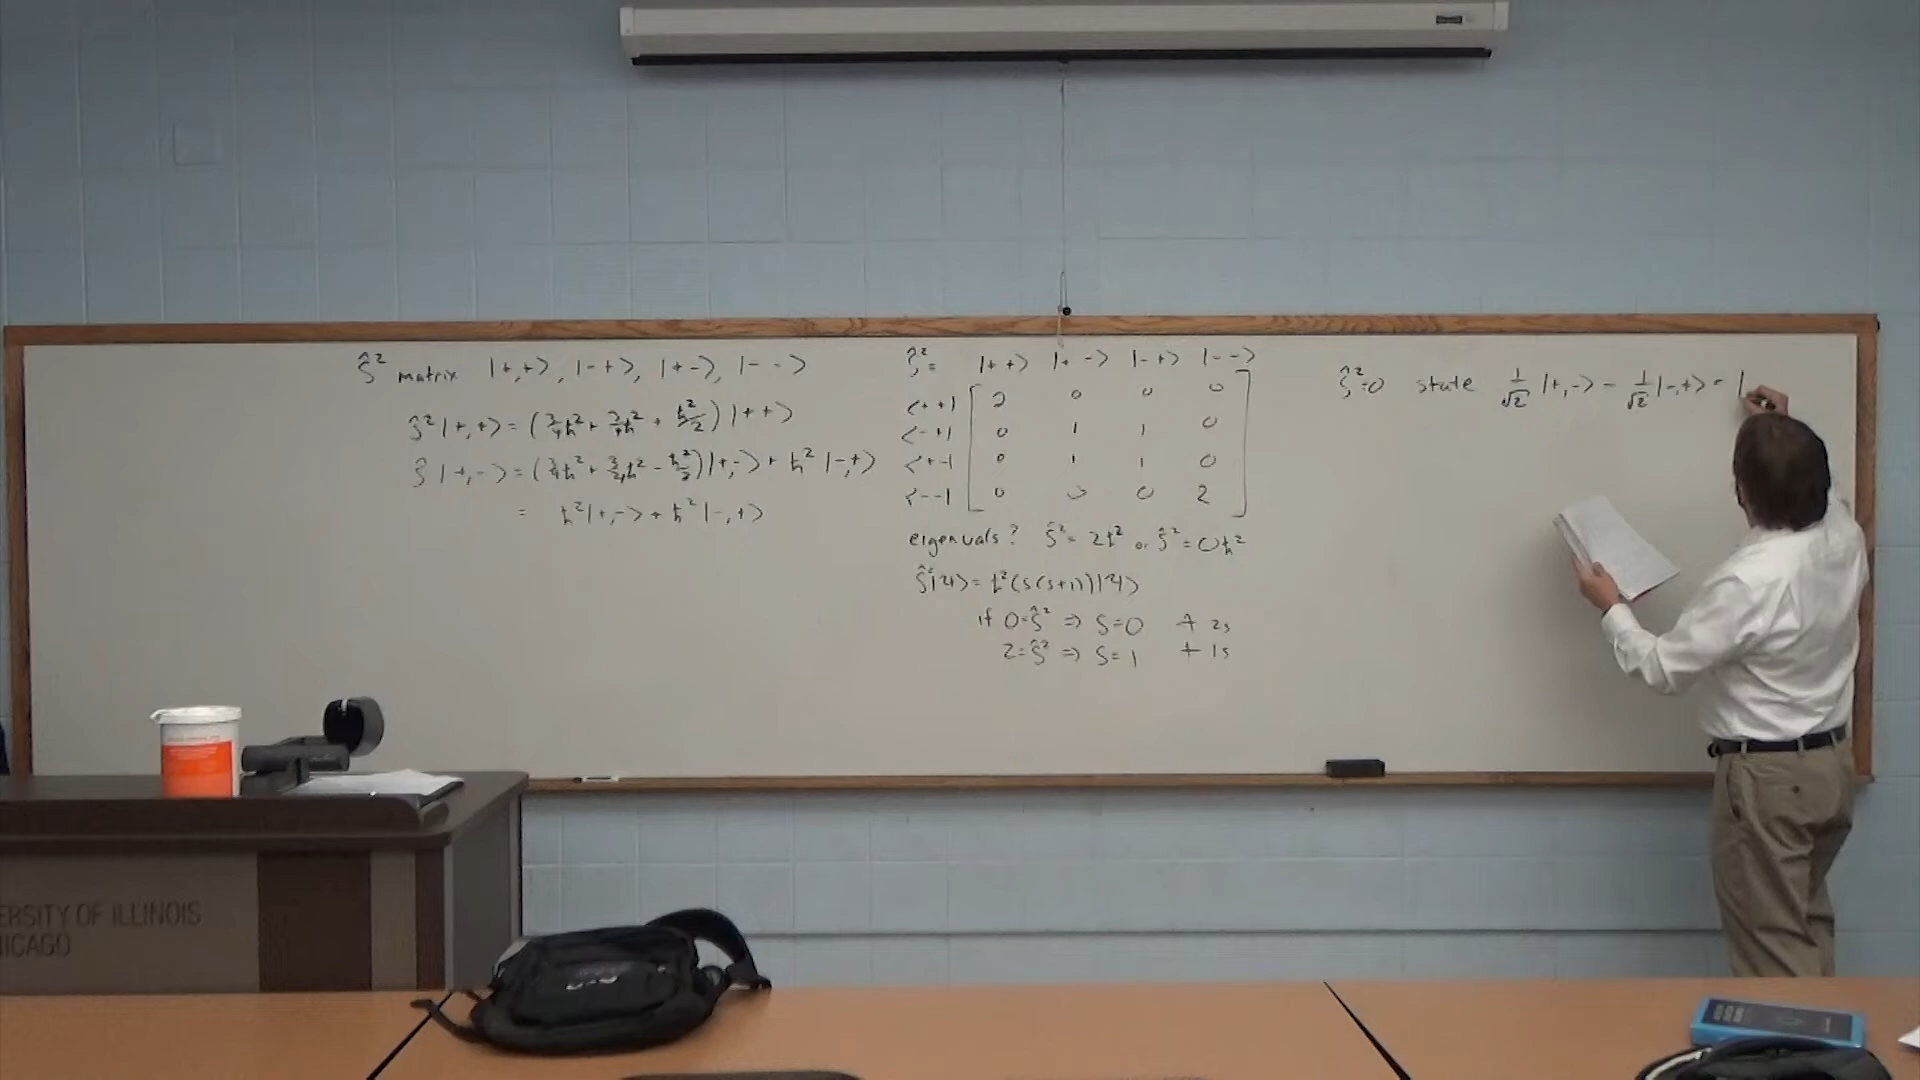 Ŝ² matrix |+,+>, |-+>, |+->, |-->
Ŝ²|+,+> = (3/4ħ² + 3/4ħ² + ħ²/2)|++>
Ŝ|+,-> = (3/4ħ² + 3/4ħ² - ħ²/2)|+,-> + ħ²|-,+>
= ħ²|+,-> + ħ²|-,+>
Ŝ² = |++> |+-> |-+> |-->
<++| 2 0 0 0
<-+| 0 1 1 0
<+-| 0 1 1 0
<--| 0 0 0 2
eigenvals? Ŝ² = 2ħ² or Ŝ² = 0ħ²
Ŝ²|ψ> = ħ²(s(s+1))|ψ>
if 0 = Ŝ² => S=0
2 = Ŝ² => S=1
Ŝ²=0 state 1/√2 |+,-> - 1/√2 |-,+> = |
ERSITY OF ILLINOIS
HICAGO